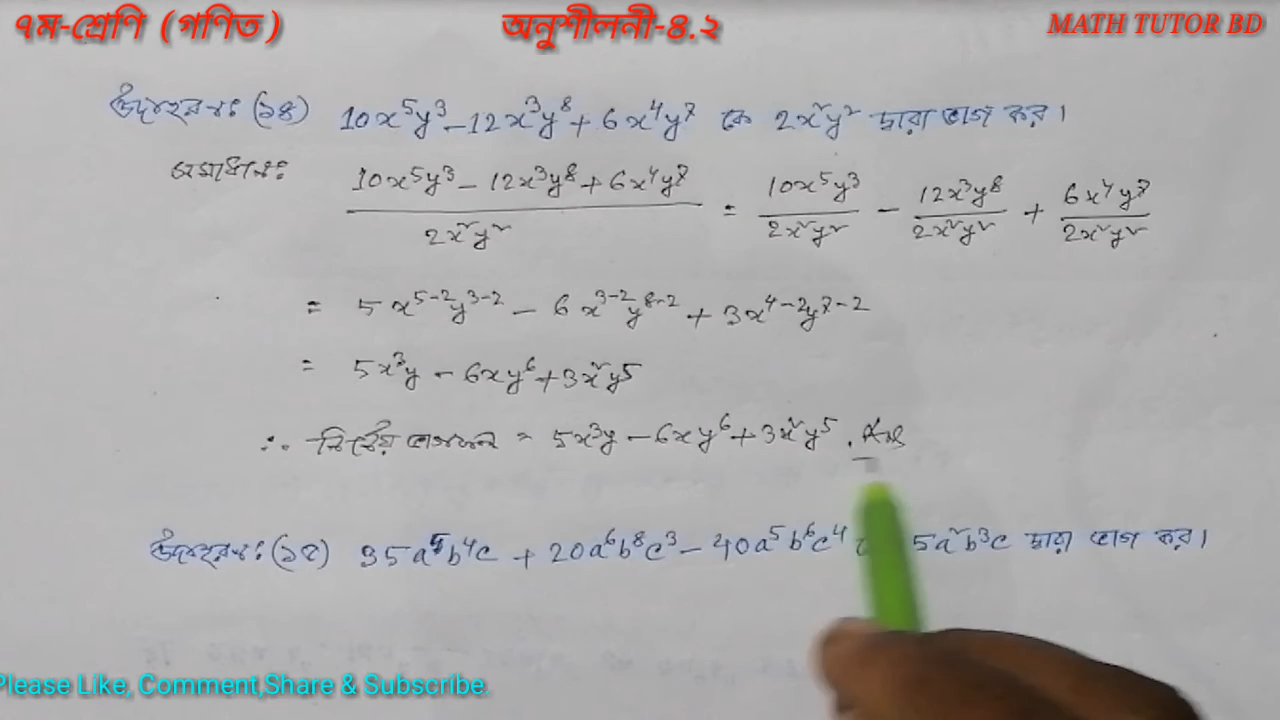 ৭ম-শ্রেণি (গণিত) অনুশীলনী-৪.২ MATH TUTOR BD
উদাহরণঃ (১৪) 10x⁵y³ - 12x³y⁸ + 6x⁴y⁷ কে 2x²y² দ্বারা ভাগ কর।
সমাধানঃ (10x⁵y³ - 12x³y⁸ + 6x⁴y⁷)/(2x²y²) = 10x⁵y³/2x²y² - 12x³y⁸/2x²y² + 6x⁴y⁷/2x²y²
= 5x⁵⁻²y³⁻² - 6x³⁻²y⁸⁻² + 3x⁴⁻²y⁷⁻²
= 5x³y - 6xy⁶ + 3x²y⁵
∴ নির্ণেয় ভাগফল = 5x³y - 6xy⁶ + 3x²y⁵ . Ans
উদাহরণঃ (১৫) 35a⁵b⁴c + 20a⁶b⁸c³ - 40a⁵b⁶c⁴ 5a²b³c দ্বারা ভাগ কর।
Please Like, Comment,Share & Subscribe.